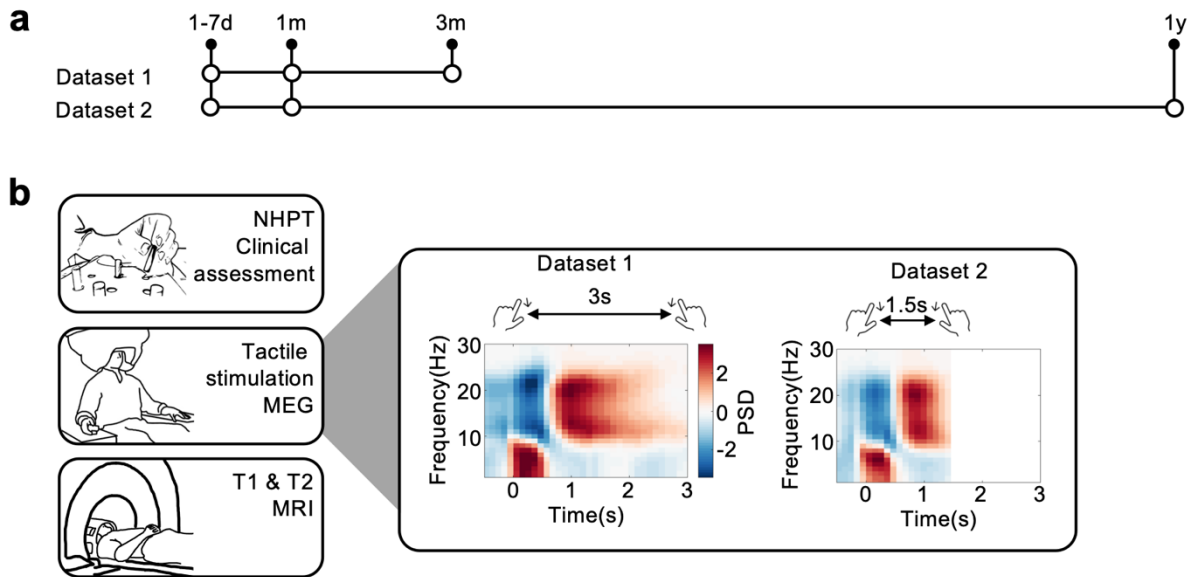 a
1-7d 1m 3m 1y
Dataset 1
Dataset 2
b
NHPT
Clinical
assessment
Tactile
stimulation
MEG
T1 & T2
MRI
Dataset 1
3s
30
20
10
Frequency(Hz)
0 1 2 3
Time(s)
2
0
-2
PSD
Dataset 2
1.5s
30
20
10
Frequency(Hz)
0 1 2 3
Time(s)